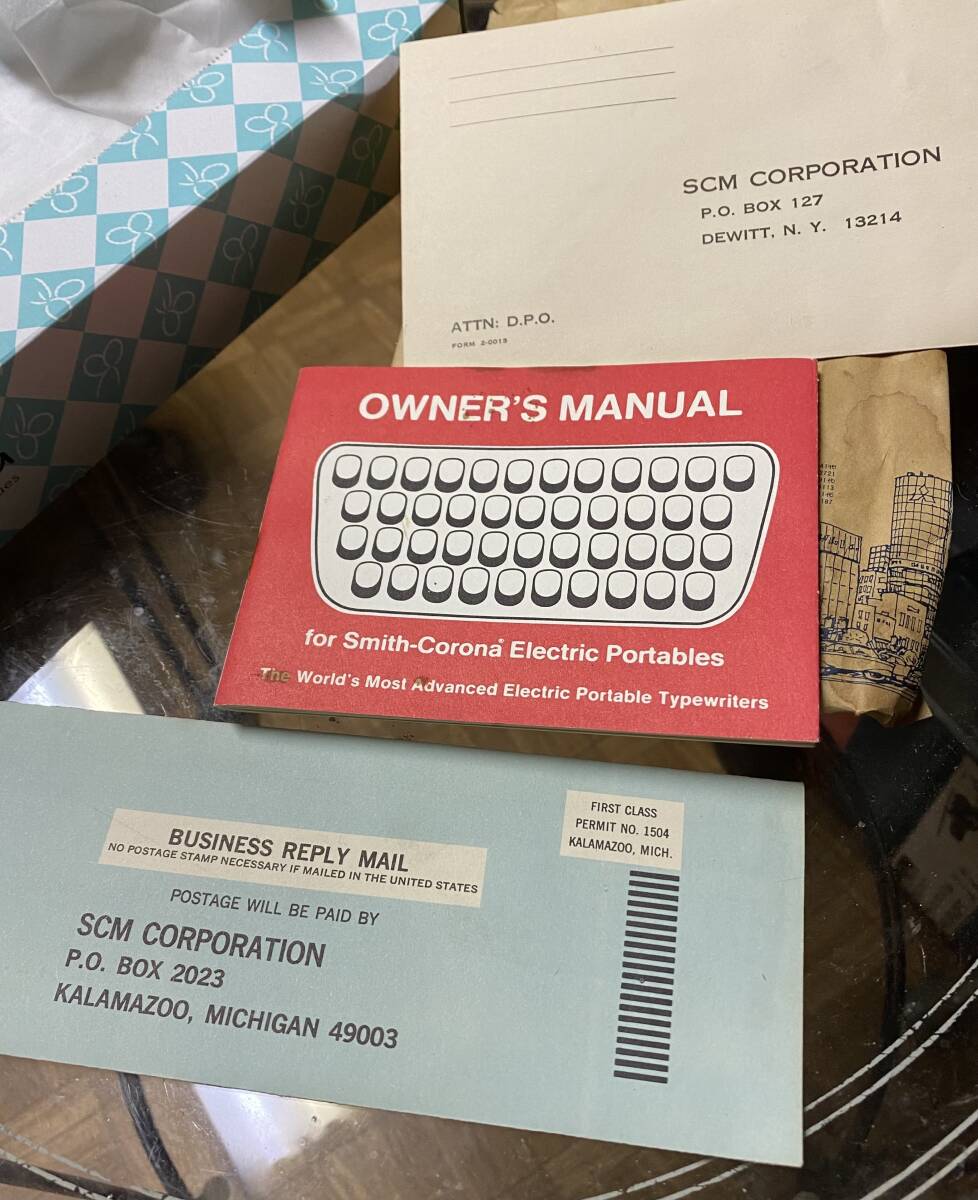 SCM CORPORATION
P.O. BOX 127
DEWITT, N. Y. 13214
ATTN: D.P.O.
FORM 2-0013
OWNER'S MANUAL
for Smith-Corona® Electric Portables
The World's Most Advanced Electric Portable Typewriters
FIRST CLASS
PERMIT NO. 1504
KALAMAZOO, MICH.
BUSINESS REPLY MAIL
NO POSTAGE STAMP NECESSARY IF MAILED IN THE UNITED STATES
POSTAGE WILL BE PAID BY
SCM CORPORATION
P.O. BOX 2023
KALAMAZOO, MICHIGAN 49003